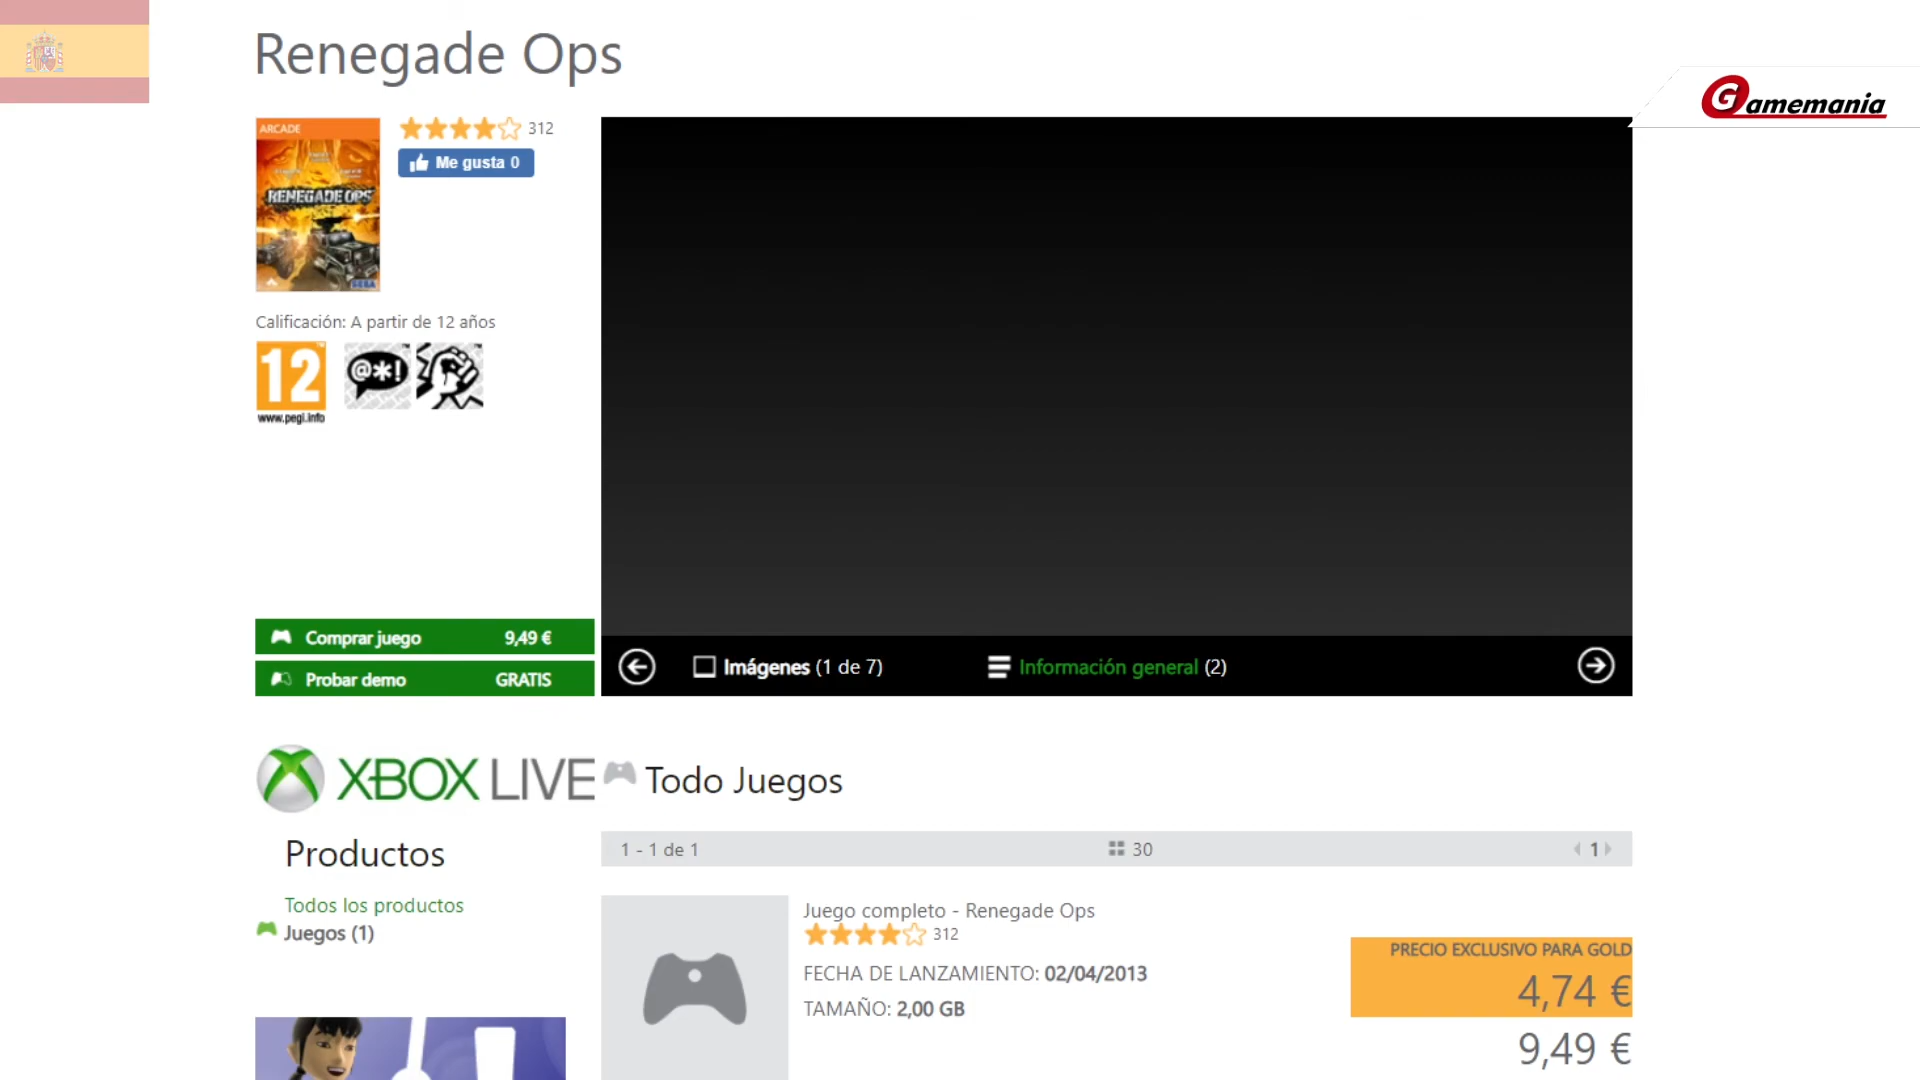 Renegade Ops
Gamemania
ARCADE
RENEGADE OPS
SEGA
312
Me gusta 0
Calificación: A partir de 12 años
12
www.pegi.info
@*!
Comprar juego 9,49 €
Probar demo GRATIS
Imágenes (1 de 7) Información general (2)
XBOX LIVE
Todo Juegos
Productos
1 - 1 de 1 30 1
Todos los productos
Juegos (1)
Juego completo - Renegade Ops
312
FECHA DE LANZAMIENTO: 02/04/2013
TAMAÑO: 2,00 GB
PRECIO EXCLUSIVO PARA GOLD
4,74 €
9,49 €